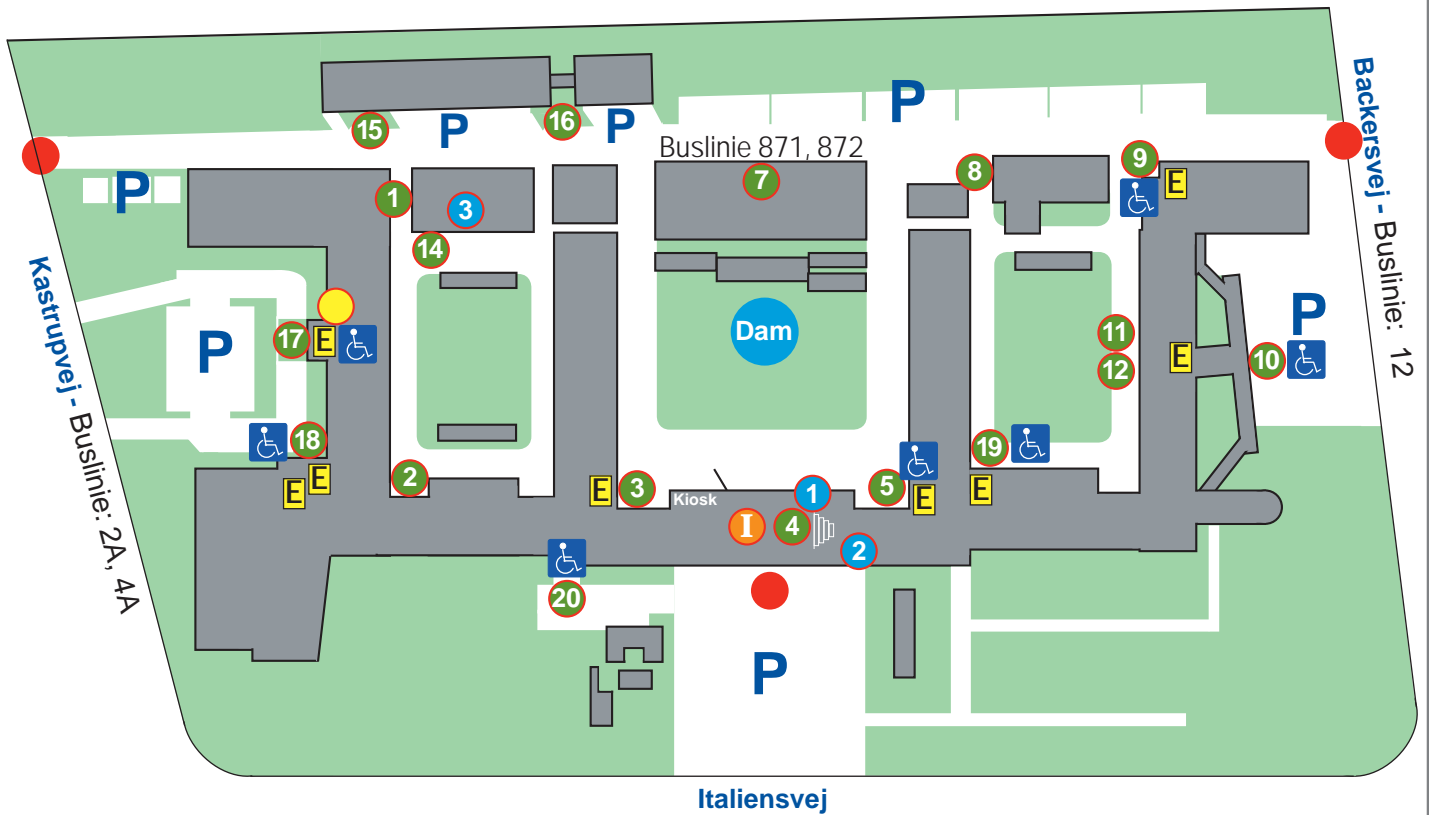 P
Backersvej - Buslinie: 12
15
P
16
P
Buslinie 871, 872
9
8
7
E
P
1
3
14
Kastrupvej - Buslinie: 2A, 4A
P
17
E
Dam
11
P
12
E
10
18
19
E
E
2
E
3
Kiosk
1
5
E
E
I
4
2
20
P
Italiensvej